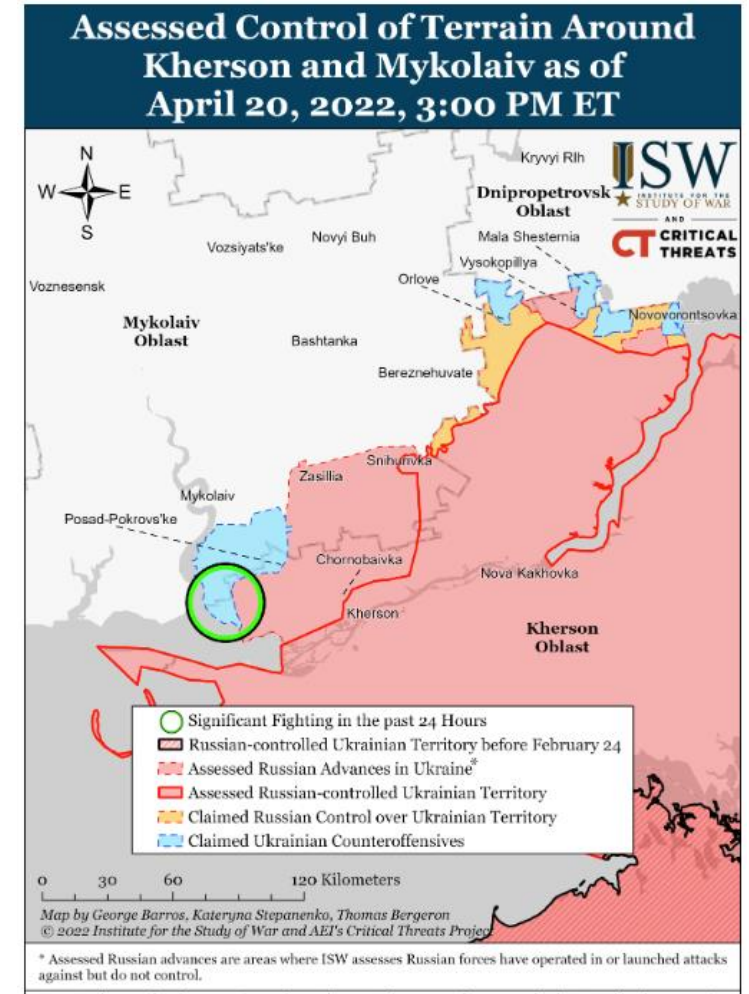 Assessed Control of Terrain Around
Kherson and Mykolaiv as of
April 20, 2022, 3:00 PM ET
N
W E
S
ISW
INSTITUTE FOR THE
STUDY OF WAR
AND
CT CRITICAL
THREATS
Kryvyi RIh
Dnipropetrovsk
Oblast
Mala Shesternia
Vysokopillya
Orlove
Novovorontsovka
Novyi Buh
Vozsiyats'ke
Voznesensk
Mykolaiv
Oblast
Bashtanka
Bereznehuvate
Snihurivka
Zasillia
Mykolaiv
Posad-Pokrovs'ke
Chornobaivka
Nova Kakhovka
Kherson
Kherson
Oblast
Significant Fighting in the past 24 Hours
Russian-controlled Ukrainian Territory before February 24
Assessed Russian Advances in Ukraine*
Assessed Russian-controlled Ukrainian Territory
Claimed Russian Control over Ukrainian Territory
Claimed Ukrainian Counteroffensives
0 30 60 120 Kilometers
Map by George Barros, Kateryna Stepanenko, Thomas Bergeron
© 2022 Institute for the Study of War and AEI's Critical Threats Project
* Assessed Russian advances are areas where ISW assesses Russian forces have operated in or launched attacks
against but do not control.